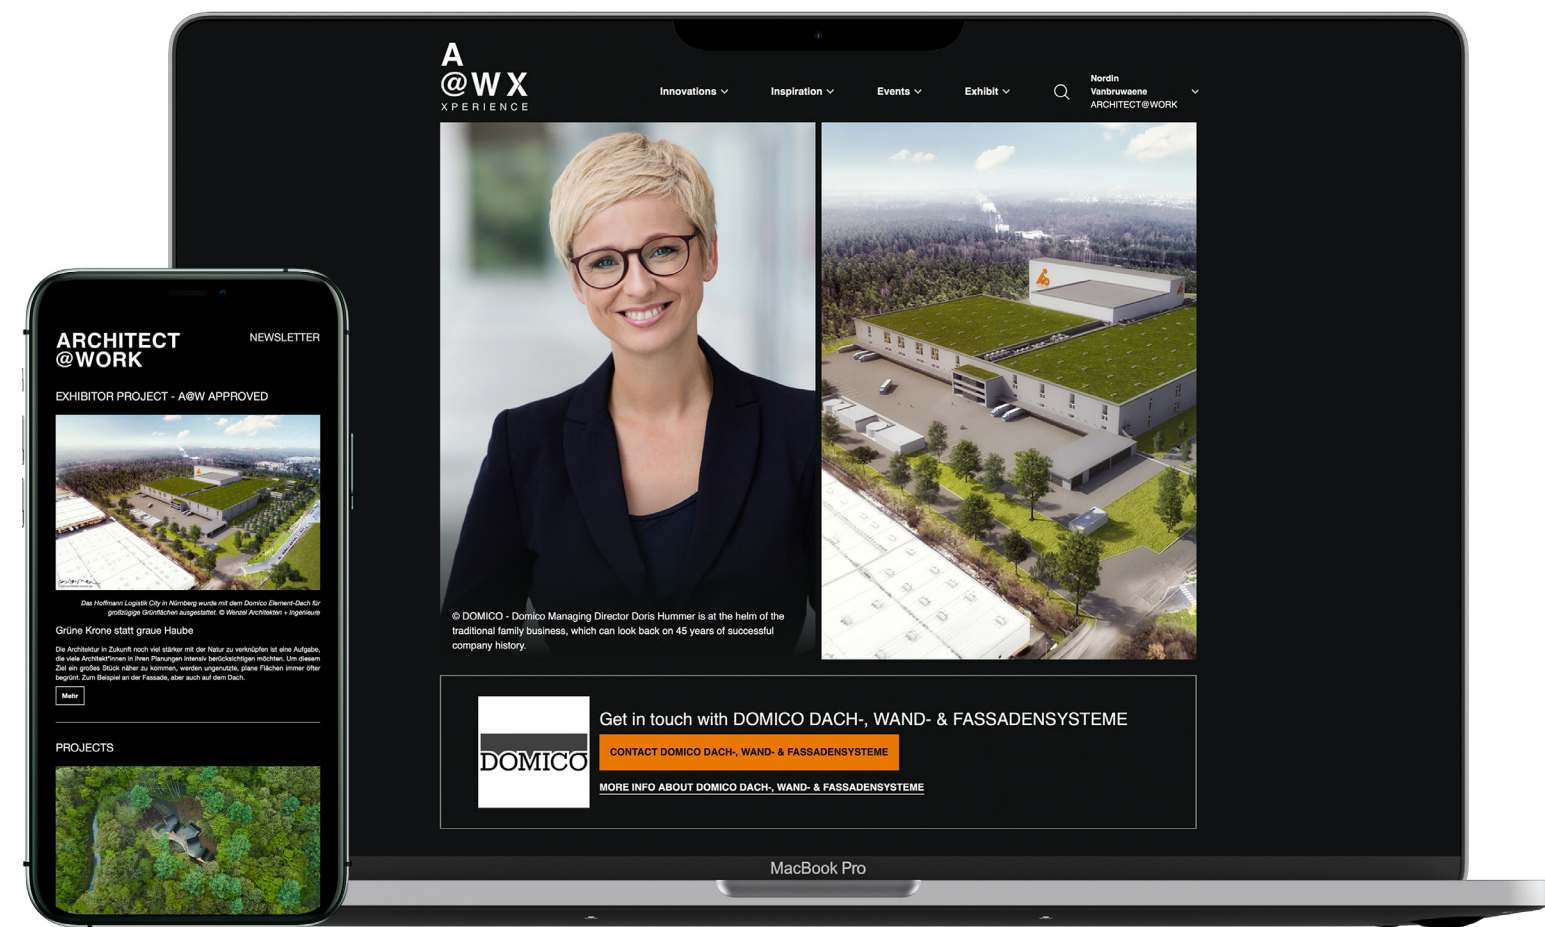 A
@WX
XPERIENCE
Innovations
Inspiration
Events
Exhibit
Nordin
Vanbruwaene
ARCHITECT@WORK
© DOMICO - Domico Managing Director Doris Hummer is at the helm of the
traditional family business, which can look back on 45 years of successful
company history.
DOMICO
Get in touch with DOMICO DACH-, WAND- & FASSADENSYSTEME
CONTACT DOMICO DACH-, WAND- & FASSADENSYSTEME
MORE INFO ABOUT DOMICO DACH-, WAND- & FASSADENSYSTEME
MacBook Pro
ARCHITECT
@WORK
NEWSLETTER
EXHIBITOR PROJECT - A@W APPROVED
Das Hoffmann Logistik City in Nürnberg wurde mit dem Domico Element-Dach für
großzügige Grünflächen ausgestattet. © Wenzel Architekten + Ingenieure
Grüne Krone statt graue Haube
Die Architektur in Zukunft noch viel stärker mit der Natur zu verknüpfen ist eine Aufgabe,
die viele Architekt*innen in ihren Planungen intensiv berücksichtigen möchten. Um diesem
Ziel ein großes Stück näher zu kommen, werden ungenutzte, plane Flächen immer öfter
begrünt. Zum Beispiel an der Fassade, aber auch auf dem Dach.
Mehr
PROJECTS